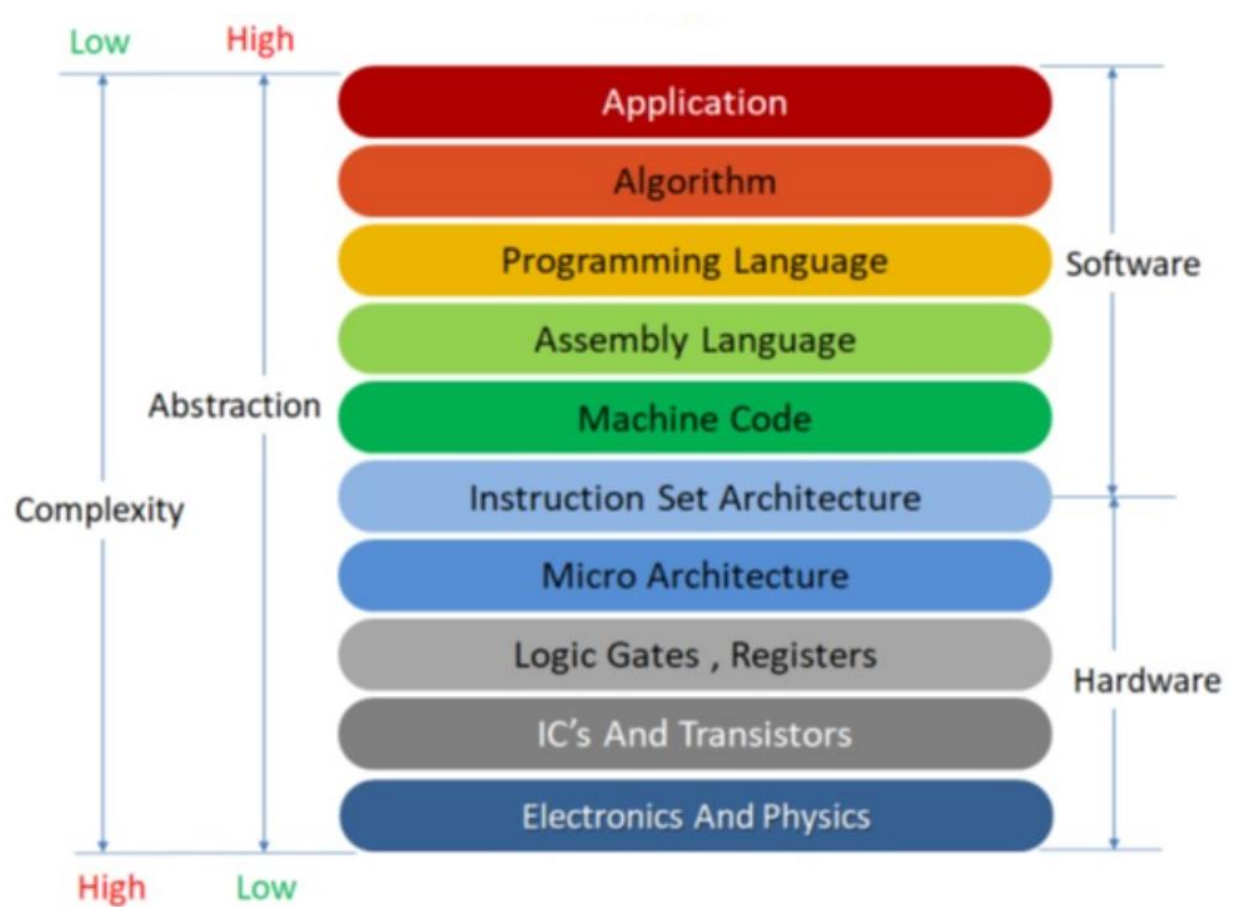 Low
High
Application
Algorithm
Programming Language
Software
Assembly Language
Abstraction
Machine Code
Complexity
Instruction Set Architecture
Micro Architecture
Logic Gates , Registers
Hardware
IC’s And Transistors
Electronics And Physics
High
Low